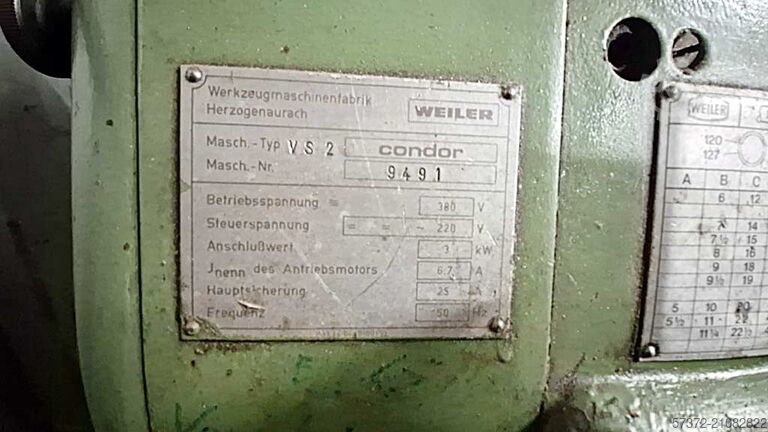 Werkzeugmaschinenfabrik
Herzogenaurach
WEILER
Masch.-Typ VS 2 condor
Masch.-Nr. 9491
Betriebsspannung ≈ 380 V
Steuerspannung = ≈ ~ 220 V
Anschlußwert 3 kW
Jnenn des Antriebsmotors 6,7 A
Hauptsicherung 25 A
Frequenz 50 Hz
WEILER
120
127
A B C
6 12
14
7½ 15
8 16
9 18
9½ 19
5 10 20
5½ 11 22
11¼ 22½
57372-21082822